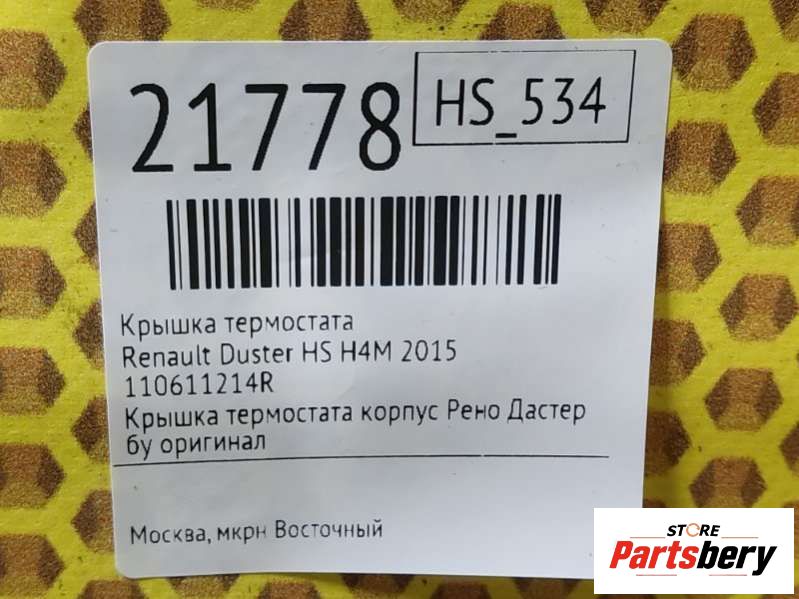 21778
HS_534
Крышка термостата
Renault Duster HS H4M 2015
110611214R
Крышка термостата корпус Рено Дастер
бу оригинал
Москва, мкрн Восточный
STORE
Partsbery